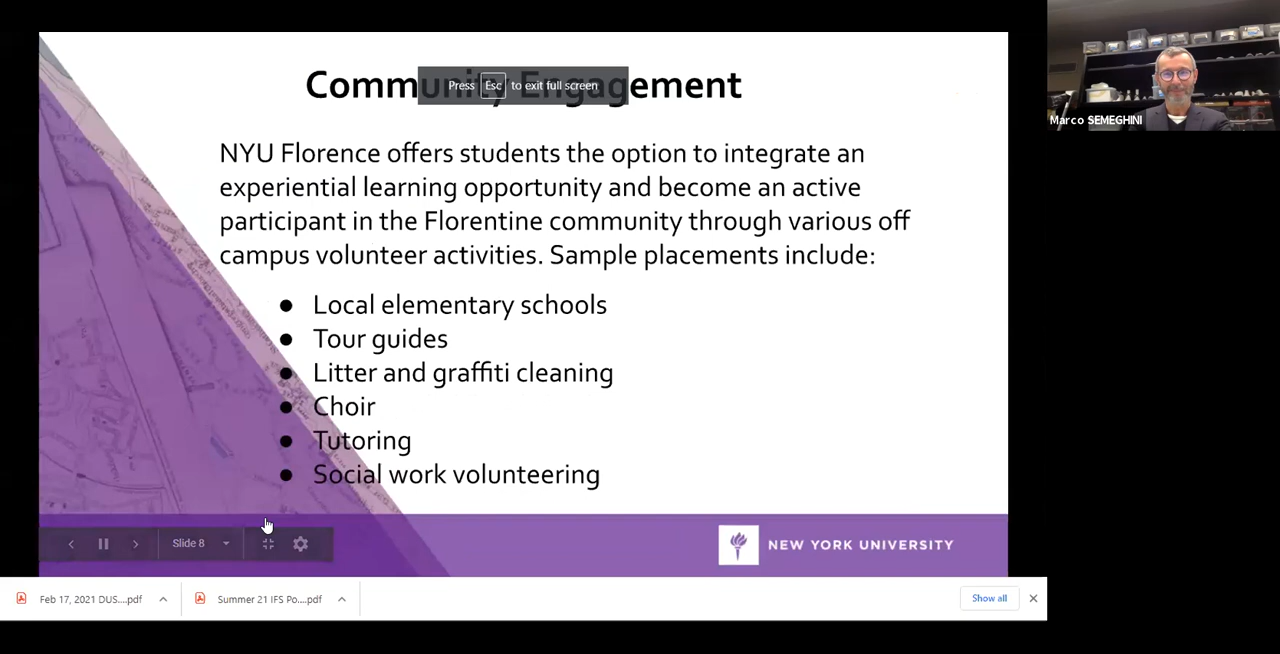 Community Engagement
Press Esc to exit full screen
NYU Florence offers students the option to integrate an
experiential learning opportunity and become an active
participant in the Florentine community through various off
campus volunteer activities. Sample placements include:
● Local elementary schools
● Tour guides
● Litter and graffiti cleaning
● Choir
● Tutoring
● Social work volunteering
Slide 8
NEW YORK UNIVERSITY
Marco SEMEGHINI
Feb 17, 2021 DUS....pdf
Summer 21 IFS Po....pdf
Show all